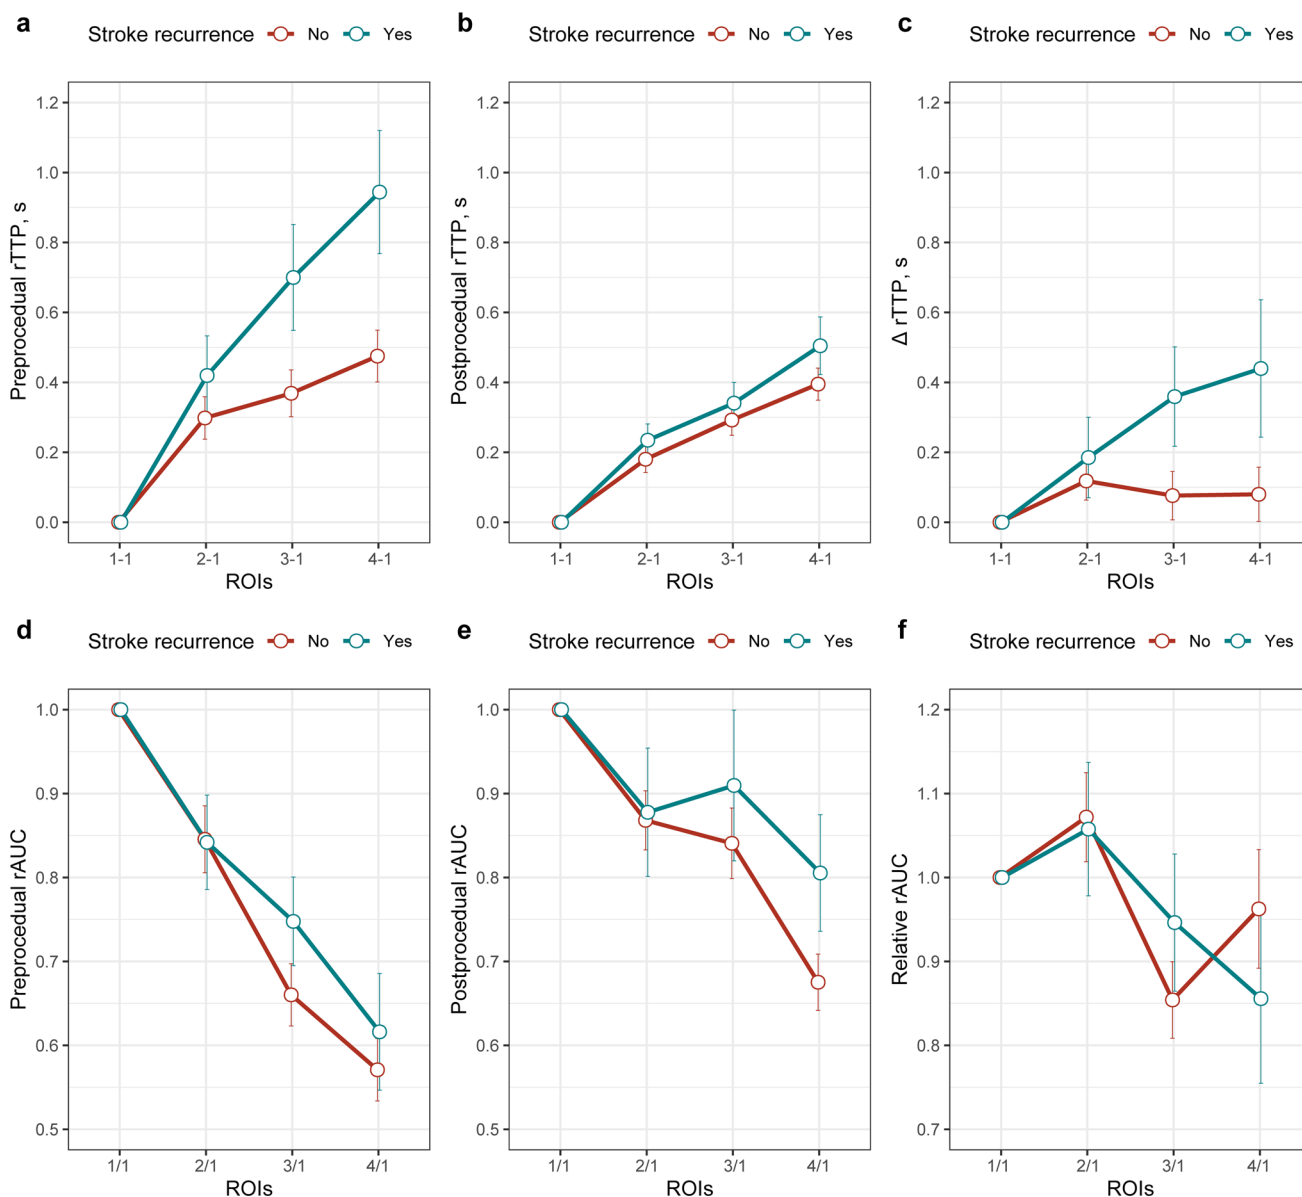 a
Stroke recurrence No Yes
1.2
1.0
0.8
0.6
0.4
0.2
0.0
Preprocedual rTTP, s
1-1 2-1 3-1 4-1
ROIs
b
Stroke recurrence No Yes
1.2
1.0
0.8
0.6
0.4
0.2
0.0
Postprocedual rTTP, s
1-1 2-1 3-1 4-1
ROIs
c
Stroke recurrence No Yes
1.2
1.0
0.8
0.6
0.4
0.2
0.0
Δ rTTP, s
1-1 2-1 3-1 4-1
ROIs
d
Stroke recurrence No Yes
1.0
0.9
0.8
0.7
0.6
0.5
Preprocedual rAUC
1/1 2/1 3/1 4/1
ROIs
e
Stroke recurrence No Yes
1.0
0.9
0.8
0.7
0.6
0.5
Postprocedual rAUC
1/1 2/1 3/1 4/1
ROIs
f
Stroke recurrence No Yes
1.2
1.1
1.0
0.9
0.8
0.7
Relative rAUC
1/1 2/1 3/1 4/1
ROIs